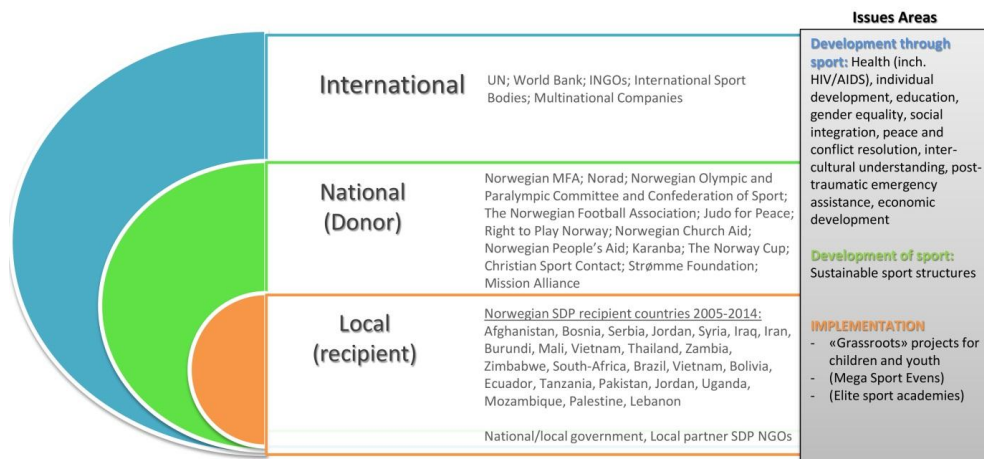 International
UN; World Bank; INGOs; International Sport
Bodies; Multinational Companies
National
(Donor)
Norwegian MFA; Norad; Norwegian Olympic and
Paralympic Committee and Confederation of Sport;
The Norwegian Football Association; Judo for Peace;
Right to Play Norway; Norwegian Church Aid;
Norwegian People's Aid; Karanba; The Norway Cup;
Christian Sport Contact; Strømme Foundation;
Mission Alliance
Local
(recipient)
Norwegian SDP recipient countries 2005-2014:
Afghanistan, Bosnia, Serbia, Jordan, Syria, Iraq, Iran,
Burundi, Mali, Vietnam, Thailand, Zambia,
Zimbabwe, South-Africa, Brazil, Vietnam, Bolivia,
Ecuador, Tanzania, Pakistan, Jordan, Uganda,
Mozambique, Palestine, Lebanon
National/local government, Local partner SDP NGOs
Issues Areas
Development through
sport: Health (inch.
HIV/AIDS), individual
development, education,
gender equality, social
integration, peace and
conflict resolution, inter-
cultural understanding, post-
traumatic emergency
assistance, economic
development
Development of sport:
Sustainable sport structures
IMPLEMENTATION
- «Grassroots» projects for
children and youth
- (Mega Sport Evens)
- (Elite sport academies)